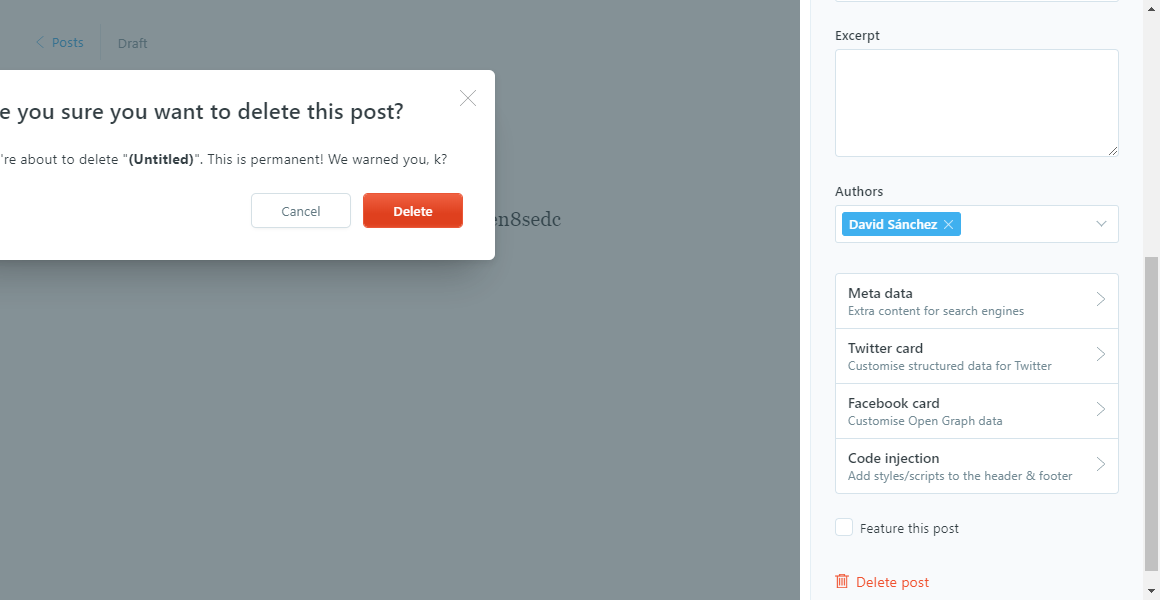 Posts
Draft
you sure you want to delete this post?
're about to delete "(Untitled)". This is permanent! We warned you, k?
Cancel
Delete
en8sedc
Excerpt
Authors
David Sánchez
Meta data
Extra content for search engines
Twitter card
Customise structured data for Twitter
Facebook card
Customise Open Graph data
Code injection
Add styles/scripts to the header & footer
Feature this post
Delete post